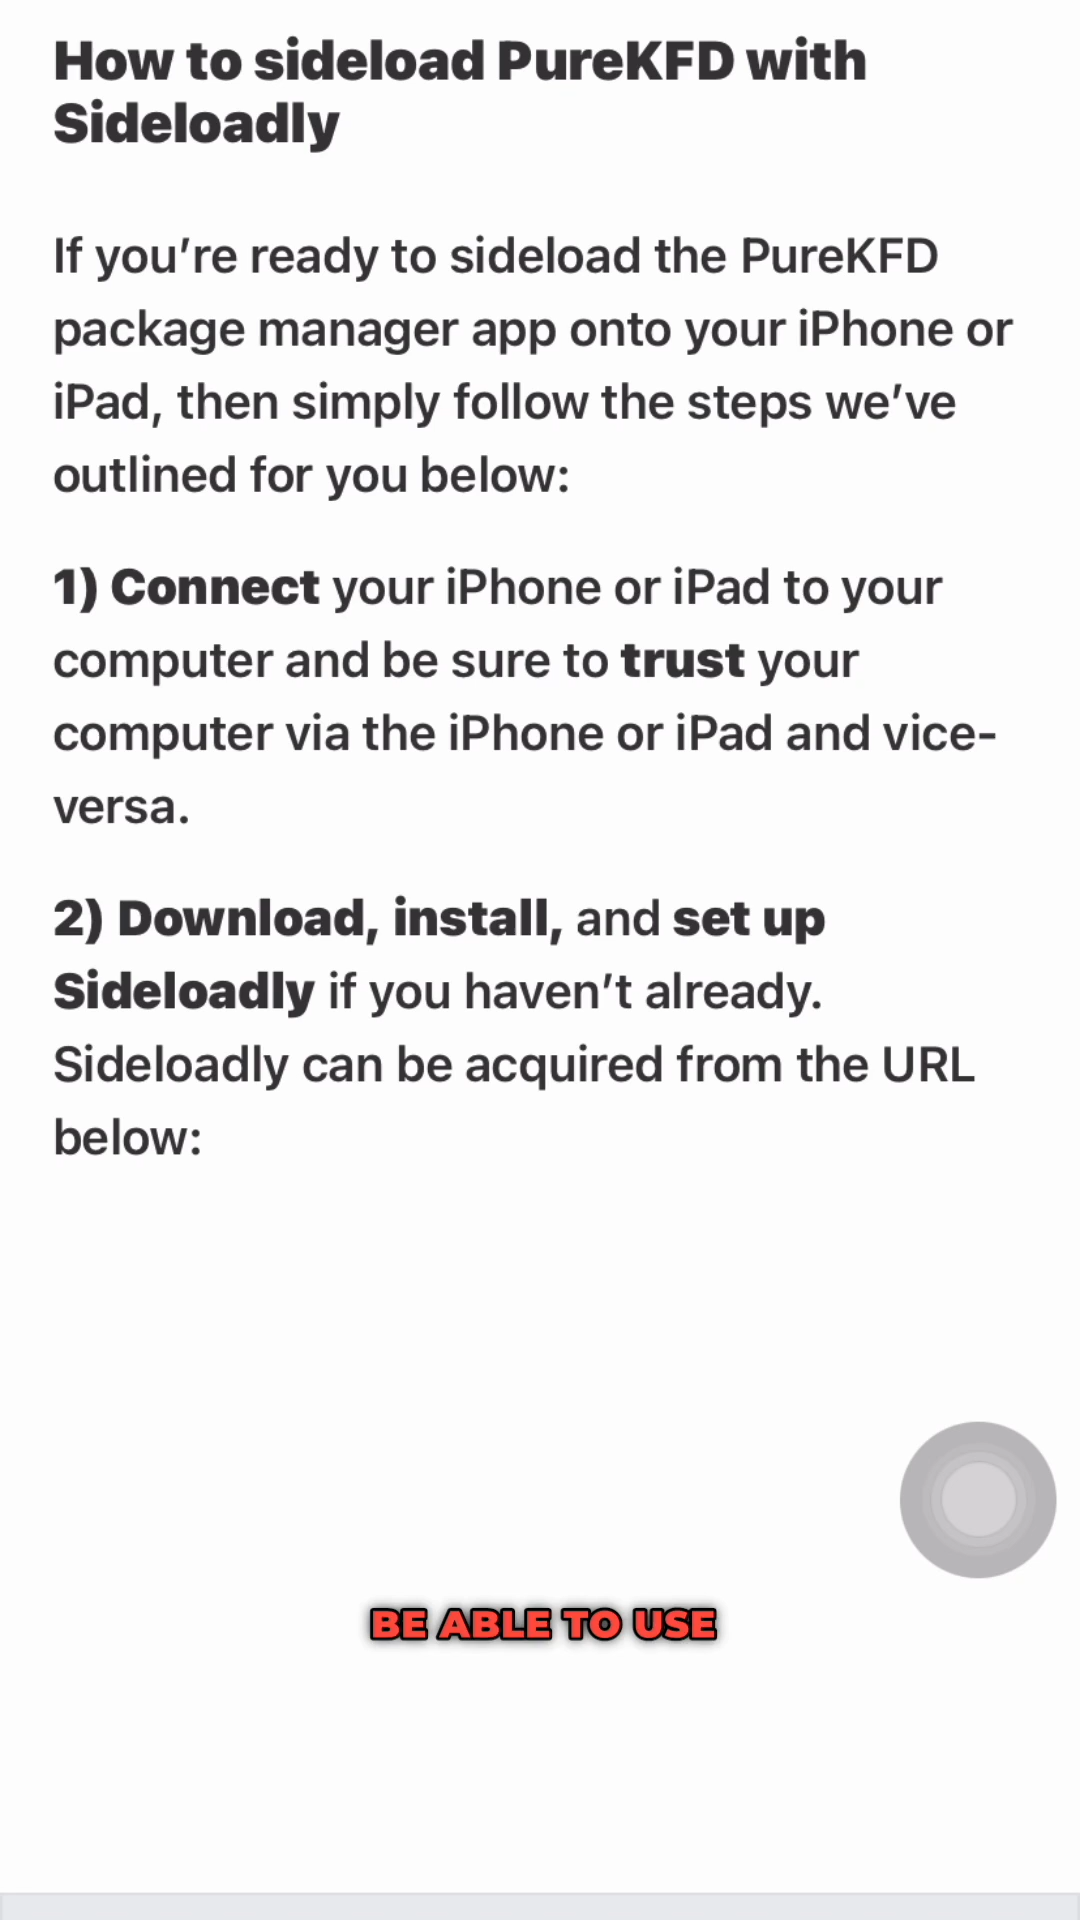 How to sideload PureKFD with
Sideloadly
If you’re ready to sideload the PureKFD
package manager app onto your iPhone or
iPad, then simply follow the steps we’ve
outlined for you below:
1) Connect your iPhone or iPad to your
computer and be sure to trust your
computer via the iPhone or iPad and vice-
versa.
2) Download, install, and set up
Sideloadly if you haven’t already.
Sideloadly can be acquired from the URL
below:
BE ABLE TO USE